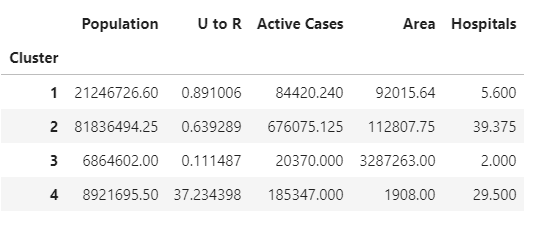 Population U to R Active Cases Area Hospitals
Cluster
1 21246726.60 0.891006 84420.240 92015.64 5.600
2 81836494.25 0.639289 676075.125 112807.75 39.375
3 6864602.00 0.111487 20370.000 3287263.00 2.000
4 8921695.50 37.234398 185347.000 1908.00 29.500